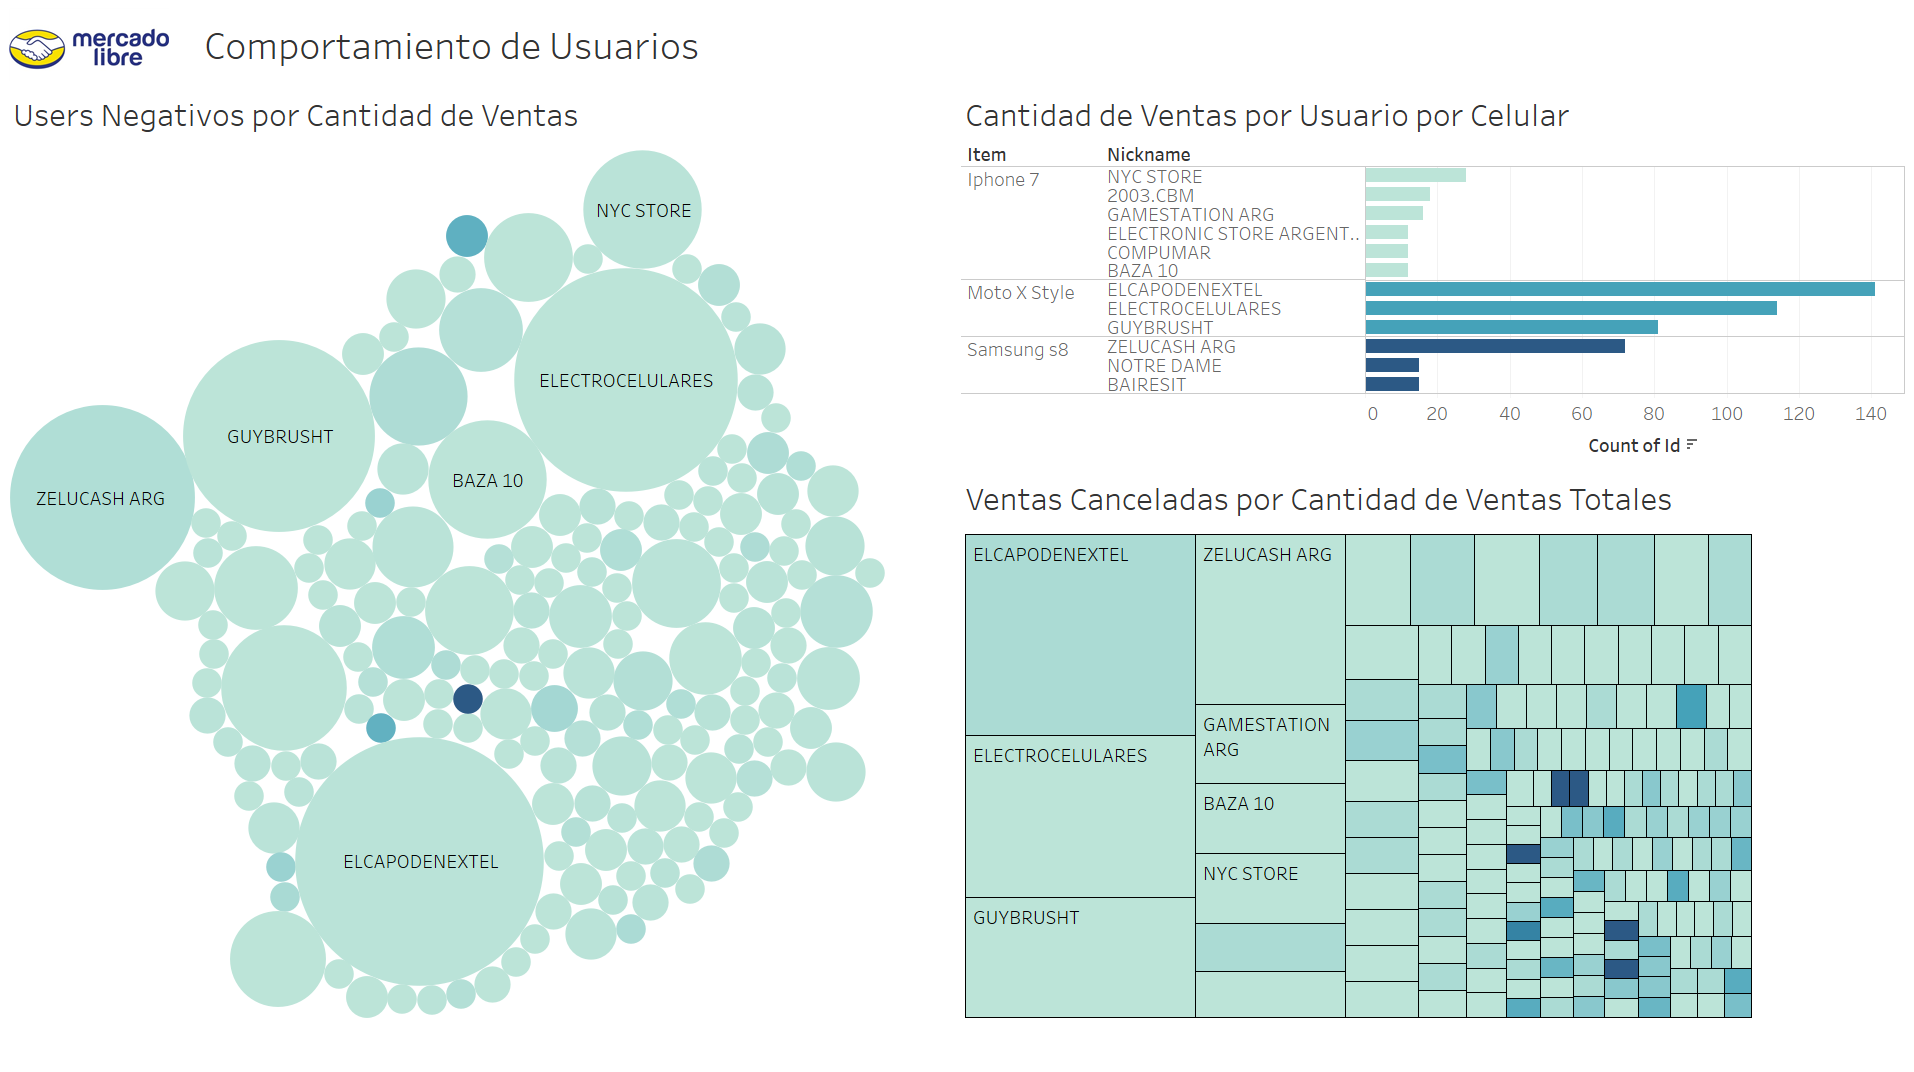 mercado
libre
Comportamiento de Usuarios
Users Negativos por Cantidad de Ventas
NYC STORE
ELECTROCELULARES
GUYBRUSHT
BAZA 10
ZELUCASH ARG
ELCAPODENEXTEL
Cantidad de Ventas por Usuario por Celular
Item Nickname
Iphone 7 NYC STORE
2003.CBM
GAMESTATION ARG
ELECTRONIC STORE ARGENT..
COMPUMAR
BAZA 10
Moto X Style ELCAPODENEXTEL
ELECTROCELULARES
GUYBRUSHT
Samsung s8 ZELUCASH ARG
NOTRE DAME
BAIRESIT
0 20 40 60 80 100 120 140
Count of Id
Ventas Canceladas por Cantidad de Ventas Totales
ELCAPODENEXTEL
ZELUCASH ARG
GAMESTATION
ARG
ELECTROCELULARES
BAZA 10
NYC STORE
GUYBRUSHT